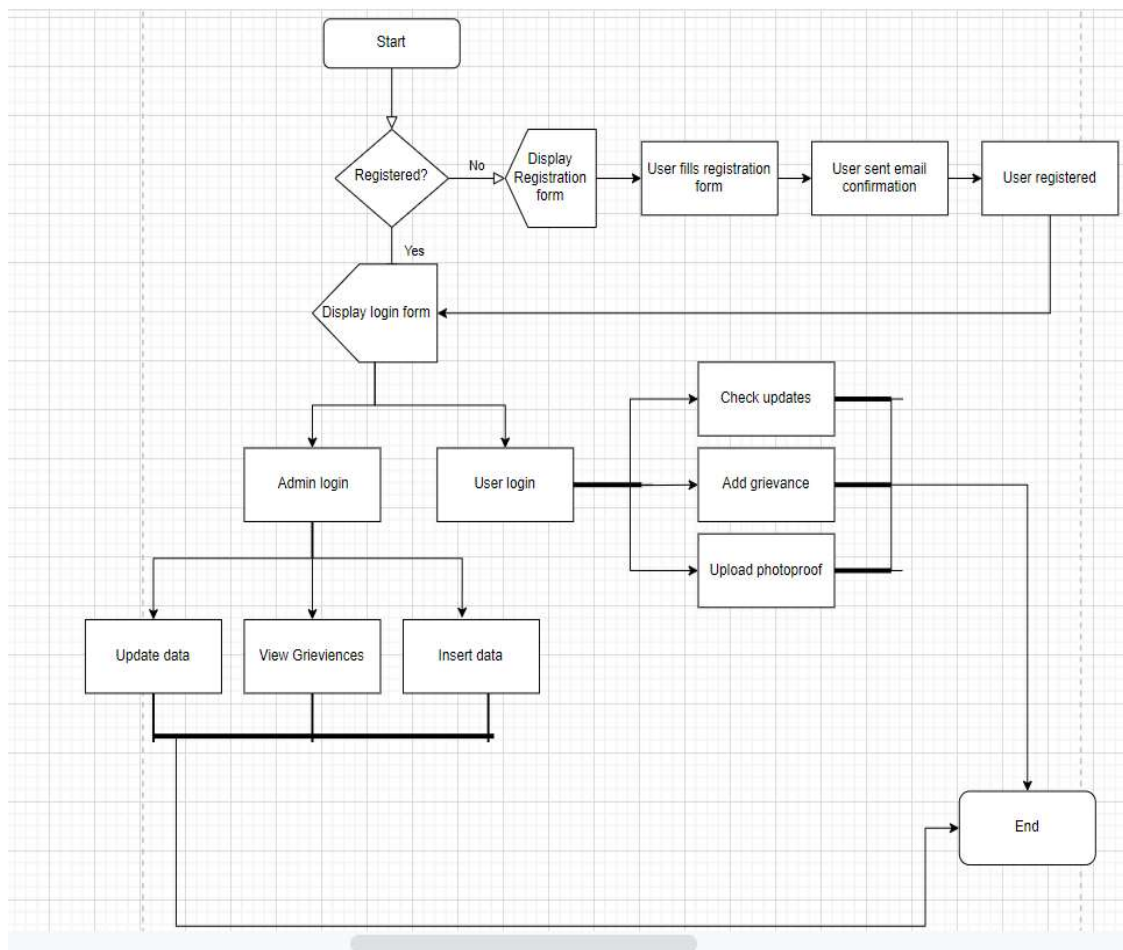 Start
Registered?
No
Display
Registration
form
User fills registration
form
User sent email
confirmation
User registered
Yes
Display login form
Check updates
Admin login
User login
Add grievance
Upload photoproof
Update data
View Grieviences
Insert data
End